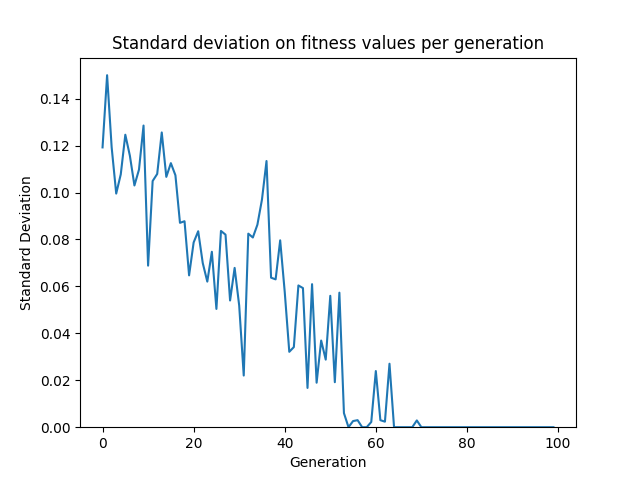 Standard deviation on fitness values per generation
Standard Deviation
0.14
0.12
0.10
0.08
0.06
0.04
0.02
0.00
0 20 40 60 80 100
Generation